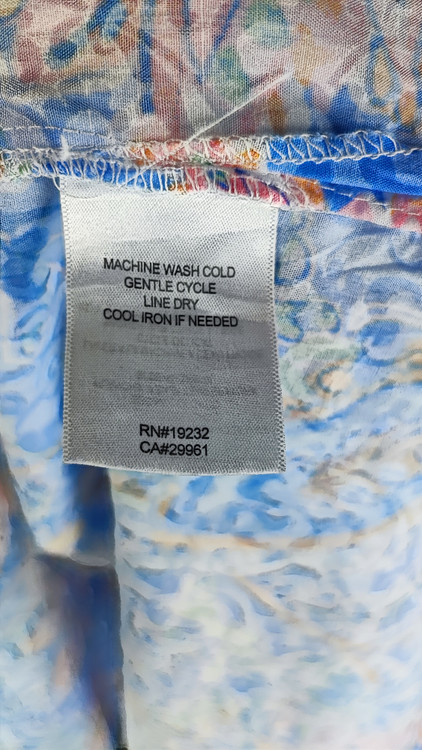 MACHINE WASH COLD
GENTLE CYCLE
LINE DRY
COOL IRON IF NEEDED
RN#19232
CA#29961